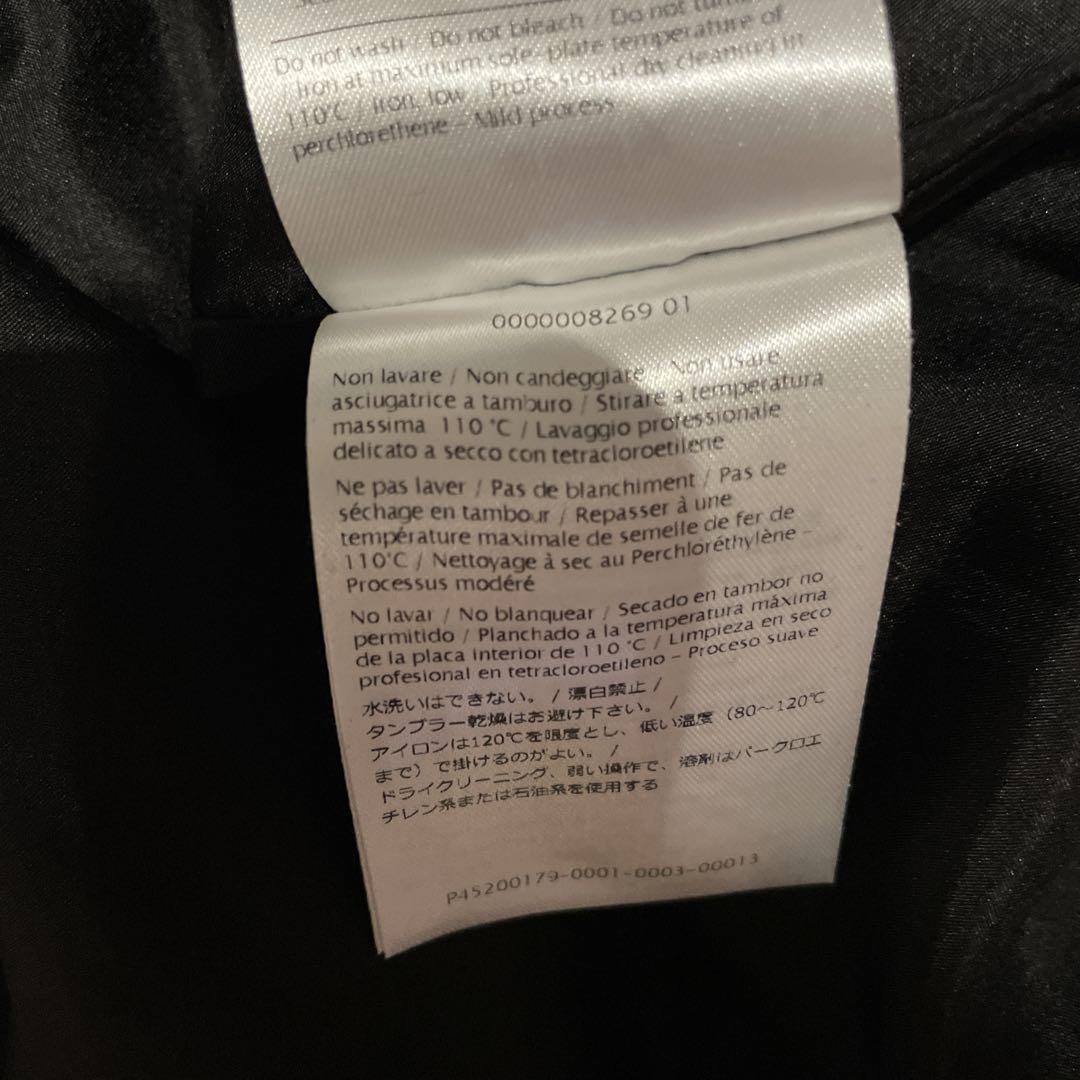 Do not wash / Do not bleach / Do not
Iron at maximum sole- plate temperature of
110°C / Iron, low / Professional dry cleaning in
perchlorethene – Mild process
0000008269 01
Non lavare / Non candeggiare / Non usare
asciugatrice a tamburo / Stirare a temperatura
massima 110 °C / Lavaggio professionale
delicato a secco con tetracloroetilene
Ne pas laver / Pas de blanchiment / Pas de
séchage en tambour / Repasser à une
température maximale de semelle de fer de
110°C / Nettoyage à sec au Perchloréthylène –
Processus modéré
No lavar / No blanquear / Secado en tambor no
permitido / Planchado a la temperatura máxima
de la placa interior de 110 °C / Limpieza en seco
profesional en tetracloroetileno – Proceso suave
水洗いはできない。 / 漂白禁止 /
タンブラー乾燥はお避け下さい。 /
アイロンは120℃を限度とし、低い温度（80～120℃
まで）で掛けるのがよい。 /
ドライクリーニング、弱い操作で、溶剤はパークロエ
チレン系または石油系を使用する
P45200179-0001-0003-00013